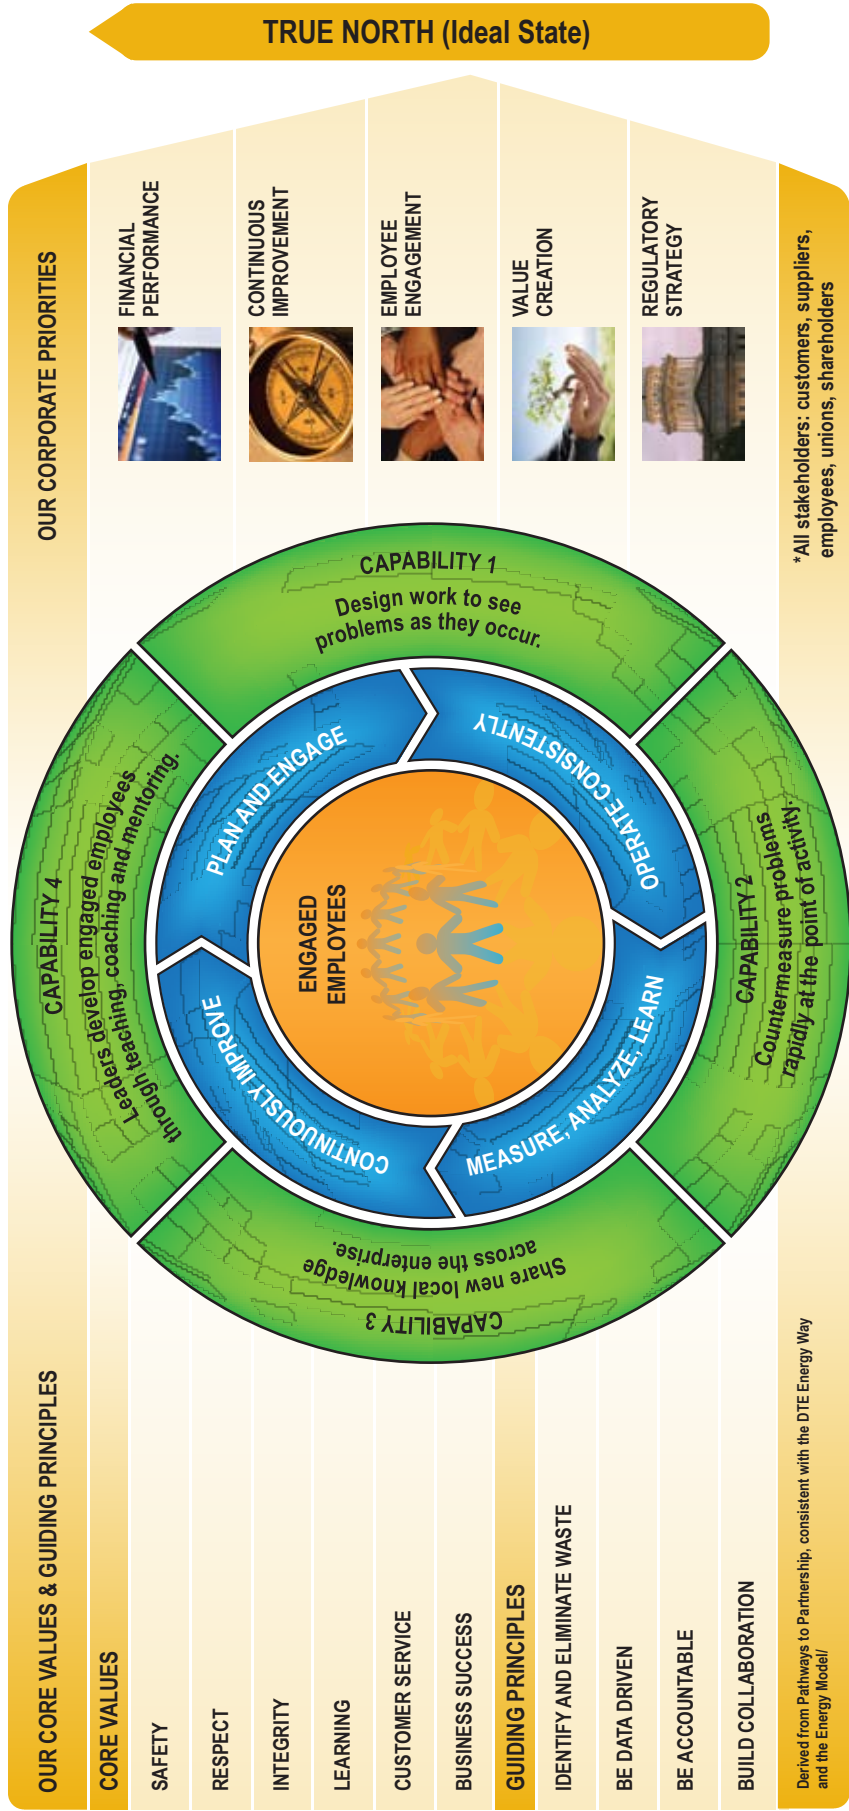 TRUE NORTH (Ideal State)
OUR CORE VALUES & GUIDING PRINCIPLES
CORE VALUES
SAFETY
RESPECT
INTEGRITY
LEARNING
CUSTOMER SERVICE
BUSINESS SUCCESS
GUIDING PRINCIPLES
IDENTIFY AND ELIMINATE WASTE
BE DATA DRIVEN
BE ACCOUNTABLE
BUILD COLLABORATION
Derived from Pathways to Partnership, consistent with the DTE Energy Way
and the Energy Model/
CAPABILITY 4
Leaders develop engaged employees
through teaching, coaching and mentoring.
CAPABILITY 1
Design work to see
problems as they occur.
CAPABILITY 2
Countermeasure problems
rapidly at the point of activity.
CAPABILITY 3
Share new local knowledge
across the enterprise.
PLAN AND ENGAGE
OPERATE CONSISTENTLY
MEASURE, ANALYZE, LEARN
CONTINUOUSLY IMPROVE
ENGAGED
EMPLOYEES
OUR CORPORATE PRIORITIES
FINANCIAL
PERFORMANCE
CONTINUOUS
IMPROVEMENT
EMPLOYEE
ENGAGEMENT
VALUE
CREATION
REGULATORY
STRATEGY
*All stakeholders: customers, suppliers,
employees, unions, shareholders